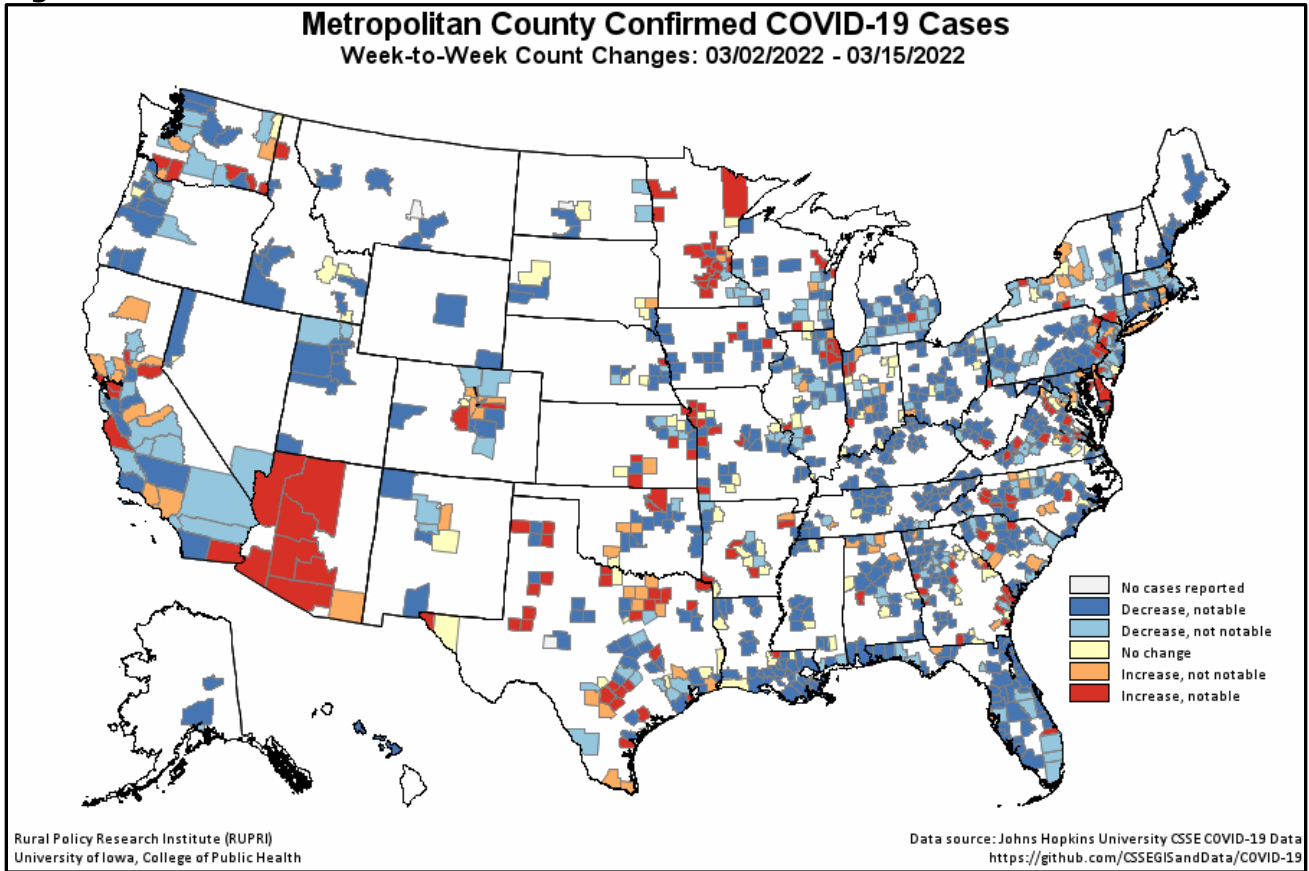 Metropolitan County Confirmed COVID-19 Cases
Week-to-Week Count Changes: 03/02/2022 - 03/15/2022
No cases reported
Decrease, notable
Decrease, not notable
No change
Increase, not notable
Increase, notable
Rural Policy Research Institute (RUPRI)
University of Iowa, College of Public Health
Data source: Johns Hopkins University CSSE COVID-19 Data
https://github.com/CSSEGISandData/COVID-19